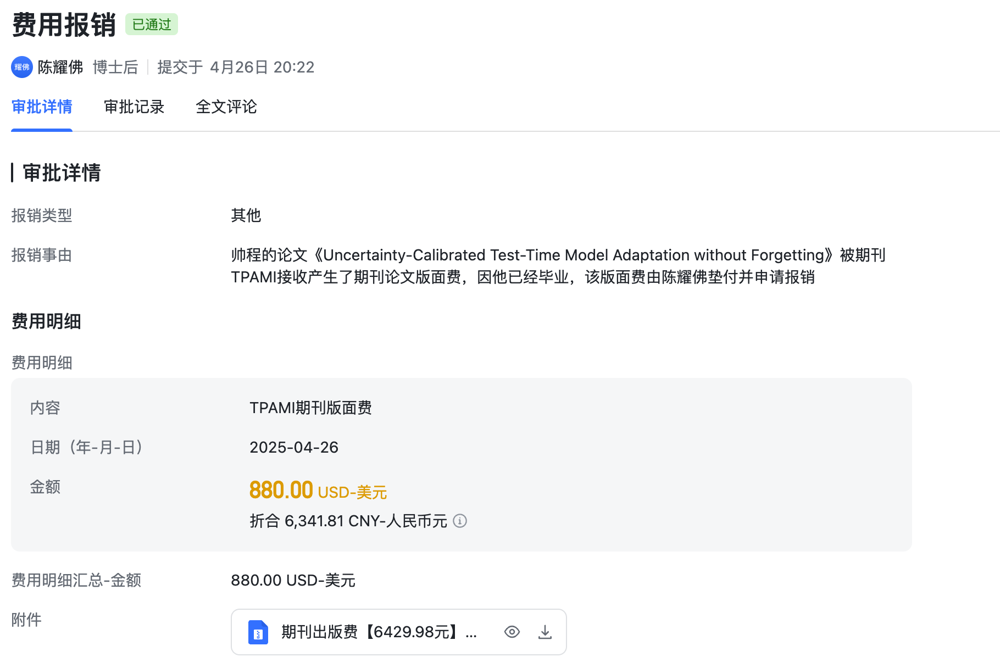 费用报销 已通过
耀佛 陈耀佛 博士后 提交于 4月26日 20:22
审批详情 审批记录 全文评论
审批详情
报销类型 其他
报销事由 帅程的论文《Uncertainty-Calibrated Test-Time Model Adaptation without Forgetting》被期刊
TPAMI接收产生了期刊论文版面费，因他已经毕业，该版面费由陈耀佛垫付并申请报销
费用明细
费用明细
内容 TPAMI期刊版面费
日期（年-月-日） 2025-04-26
金额 880.00 USD-美元
折合 6,341.81 CNY-人民币元
费用明细汇总-金额 880.00 USD-美元
附件 期刊出版费【6429.98元】...